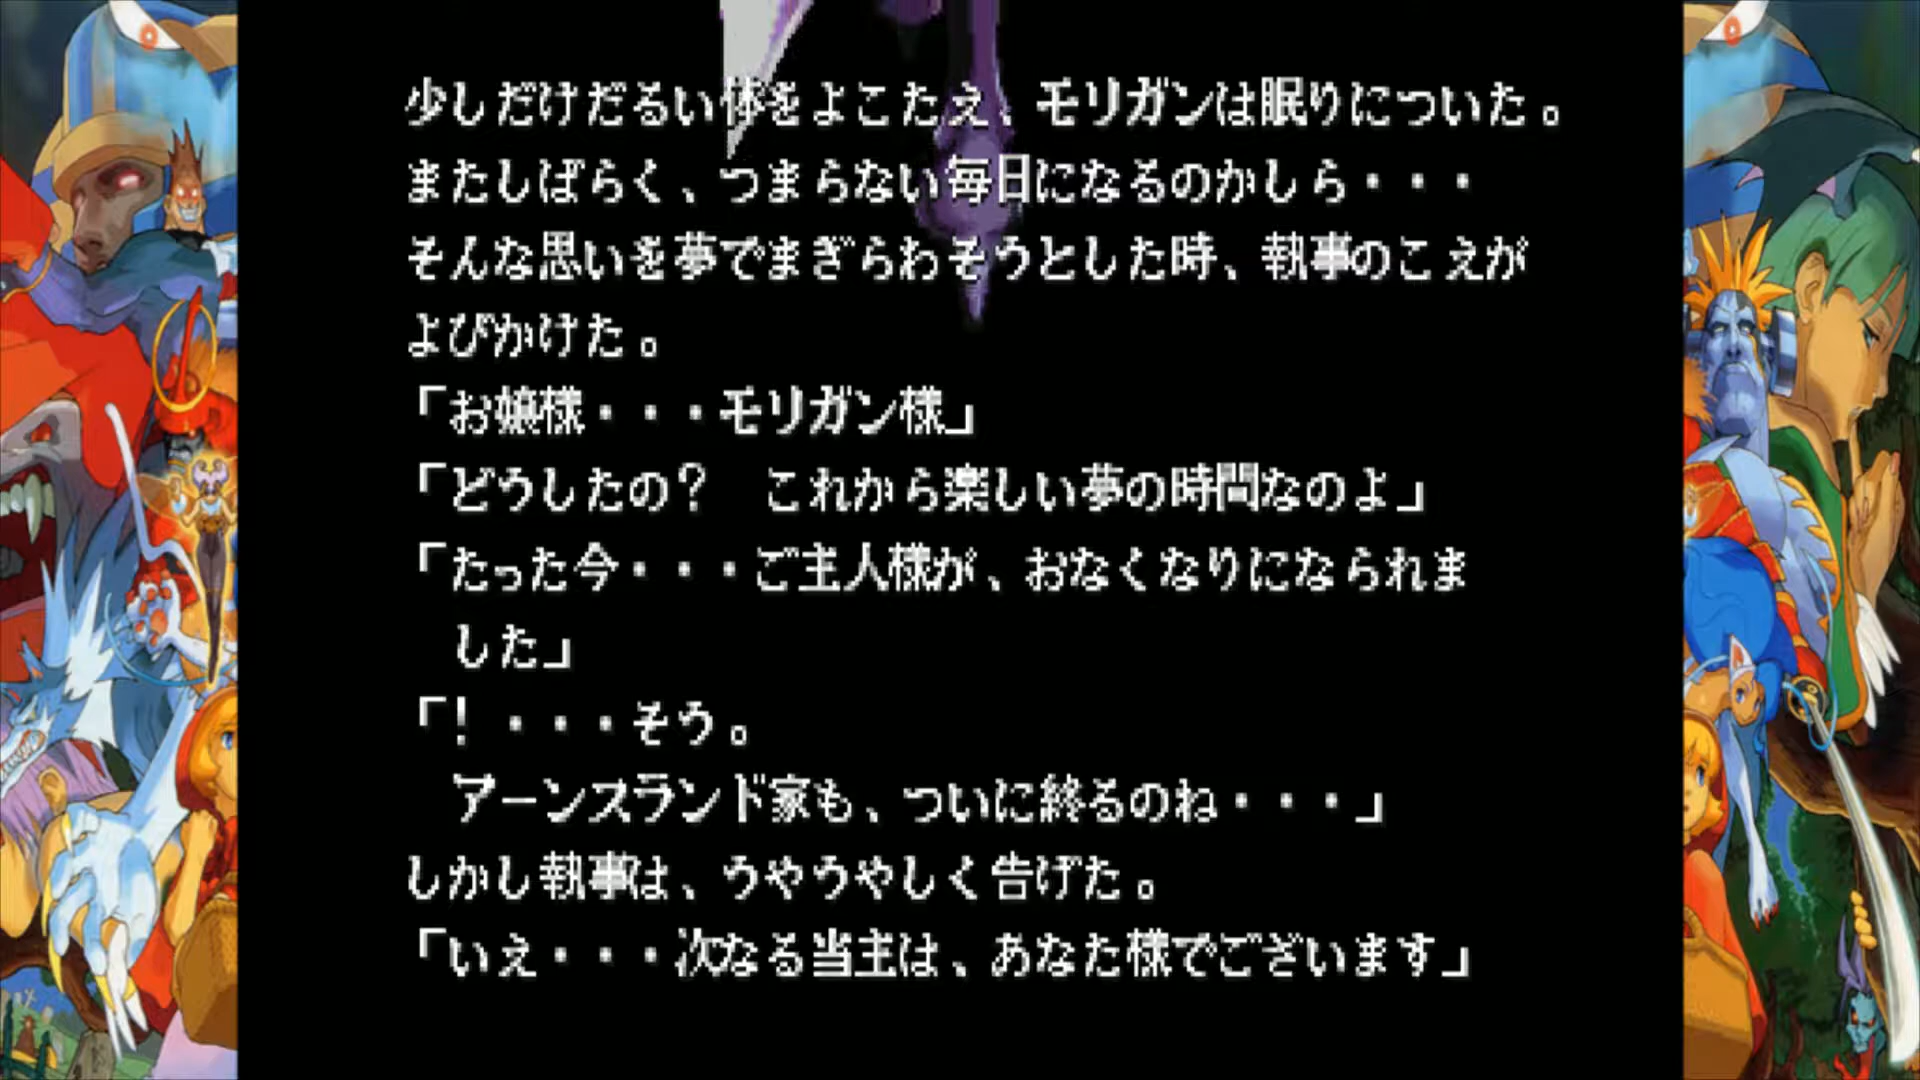 少しだけだるい体をよこたえ、モリガンは眠りについた。
またしばらく、つまらない毎日になるのかしら・・・
そんな思いを夢でまぎらわそうとした時、執事のこえが
よびかけた。
「お嬢様・・・モリガン様」
「どうしたの？　これから楽しい夢の時間なのよ」
「たった今・・・ご主人様が、おなくなりになられま
した」
「！・・・そう。
アーンスランド家も、ついに終るのね・・・」
しかし執事は、うやうやしく告げた。
「いえ・・・次なる当主は、あなた様でございます」